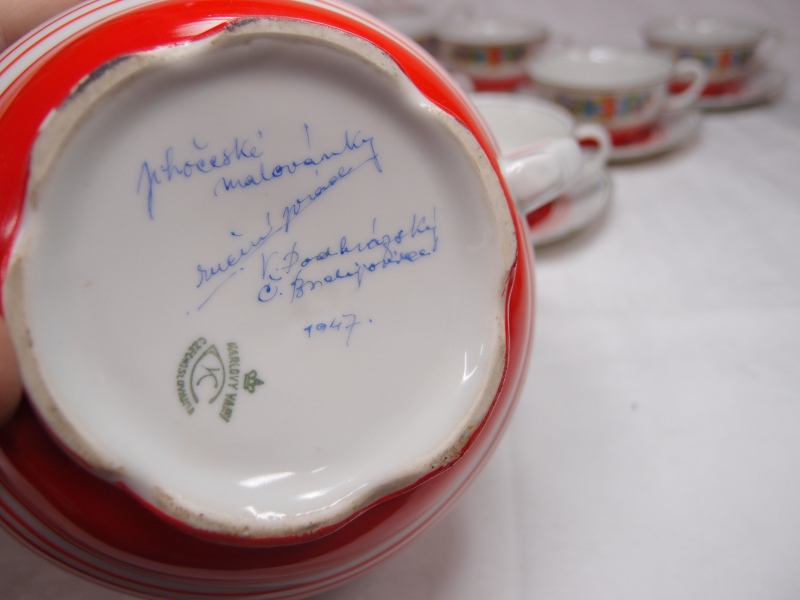 jihočeské
malovánky
ruční práce
V. Podhrázský
Č. Budějovice
1947.
KARLOVY VARY
KC
CZECHOSLOVAKIA